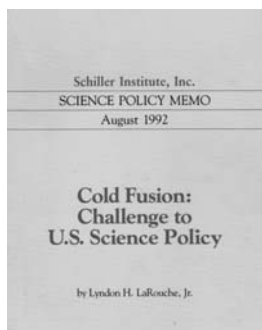 Schiller Institute, Inc.
SCIENCE POLICY MEMO
August 1992
Cold Fusion:
Challenge to
U.S. Science Policy
by Lyndon H. LaRouche, Jr.